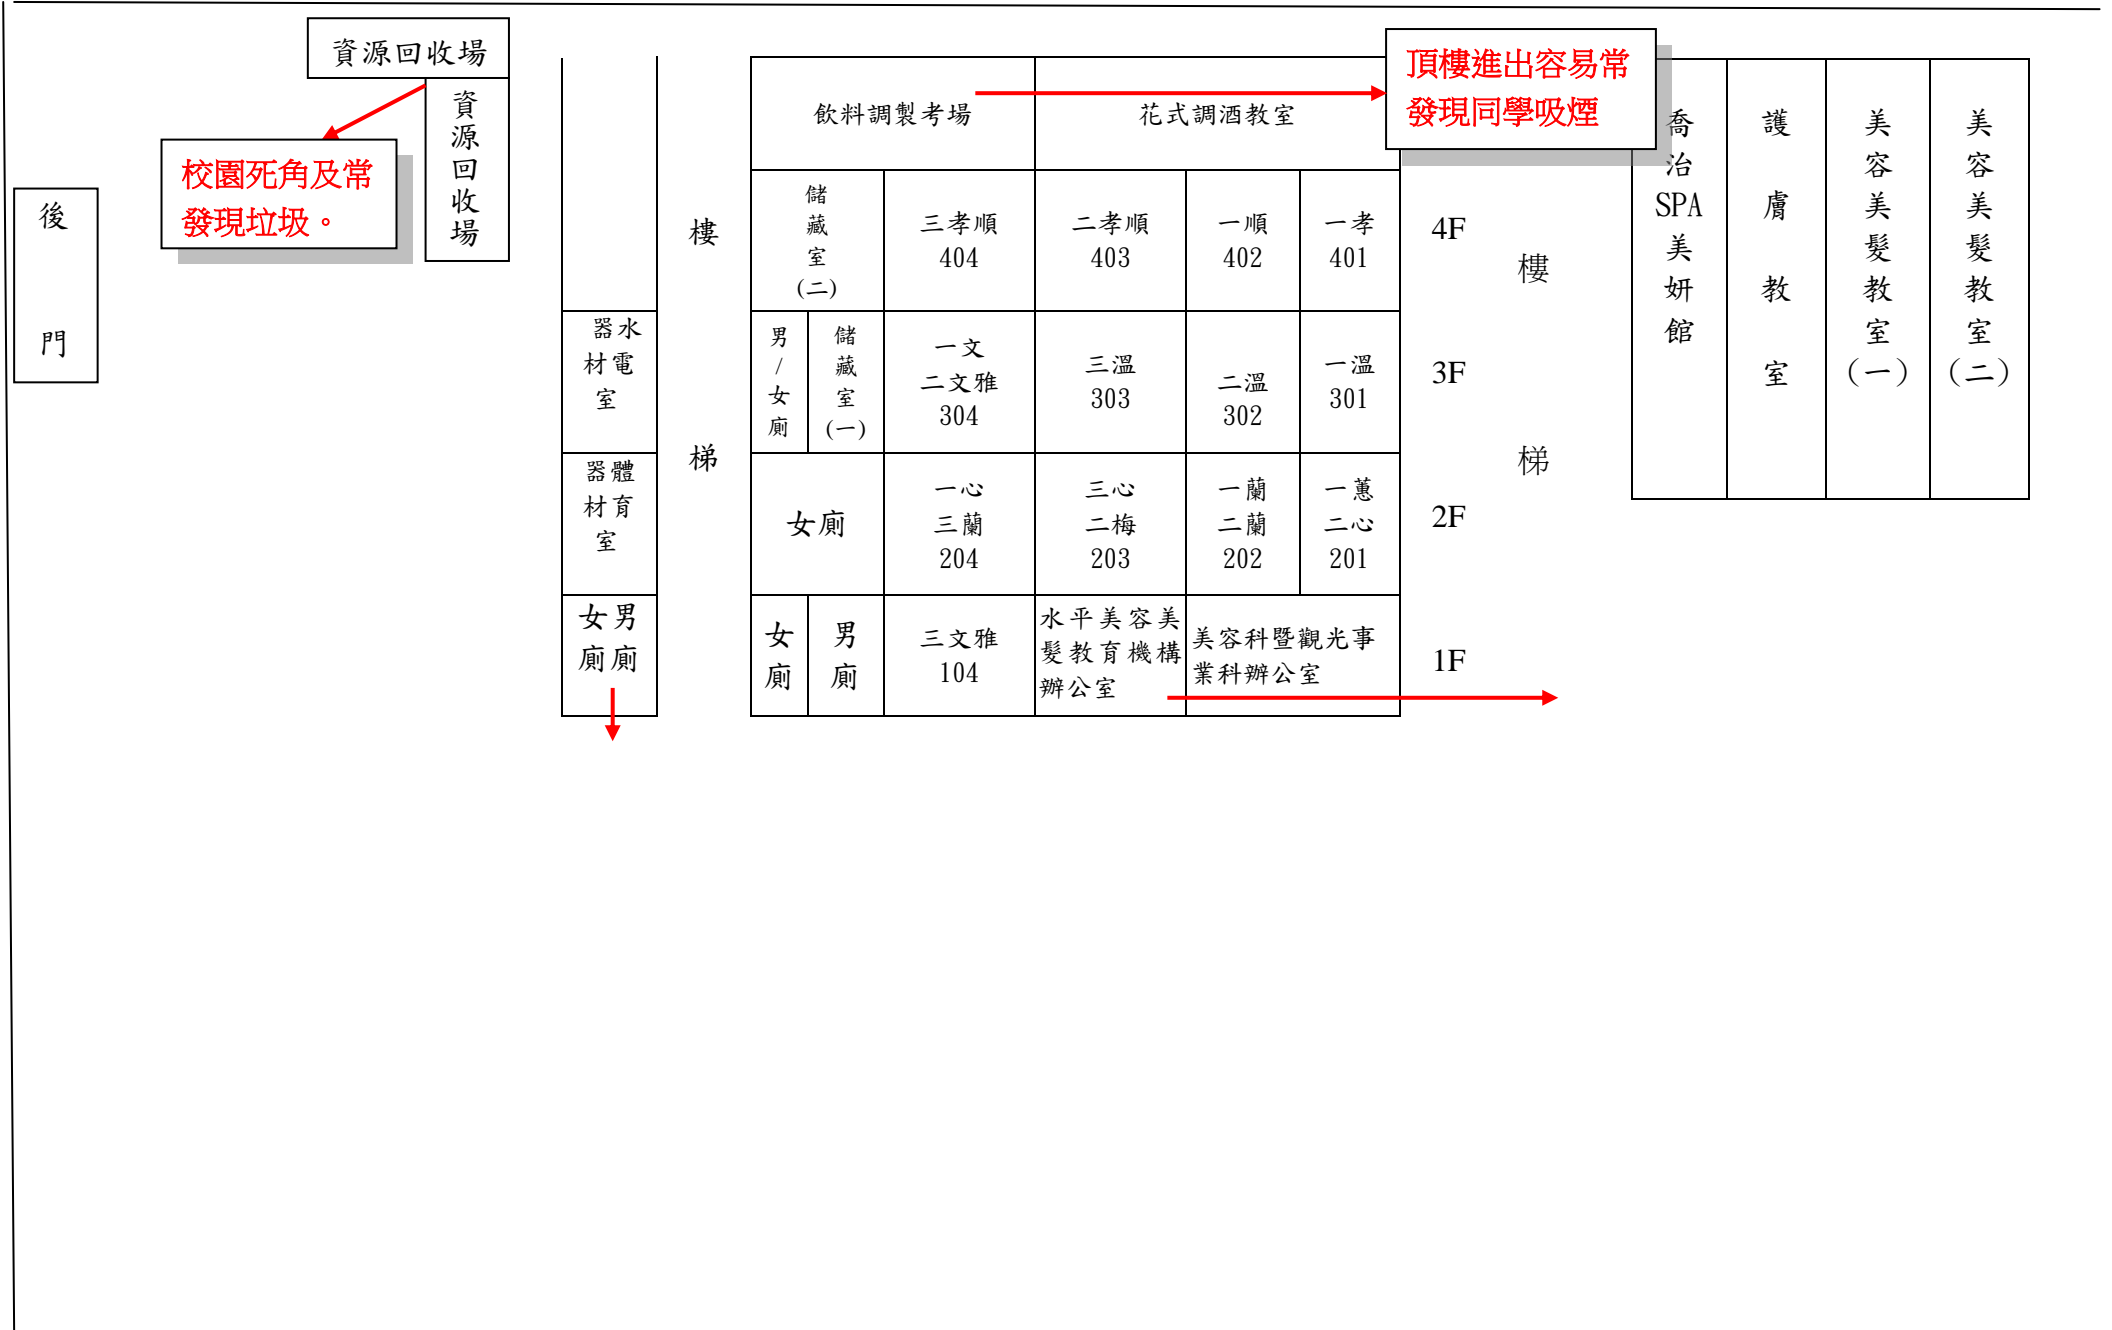 資源回收場
資源回收場
校園死角及常
發現垃圾。
後門
飲料調製考場
花式調酒教室
頂樓進出容易常
發現同學吸煙
儲藏室(二)
三孝順
404
二孝順
403
一順
402
一孝
401
4F
水電
器材室
樓梯
男/女廁
儲藏室(一)
一文
二文雅
304
三溫
303
二溫
302
一溫
301
3F
體育
器材室
女廁
一心
三蘭
204
三心
二梅
203
一蘭
二蘭
202
一蕙
二心
201
2F
男廁
女廁
女廁
男廁
三文雅
104
水平美容美
髮教育機構
辦公室
美容科暨觀光事
業科辦公室
1F
樓梯
喬治SPA美妍館
護膚教室
美容美髮教室(一)
美容美髮教室(二)